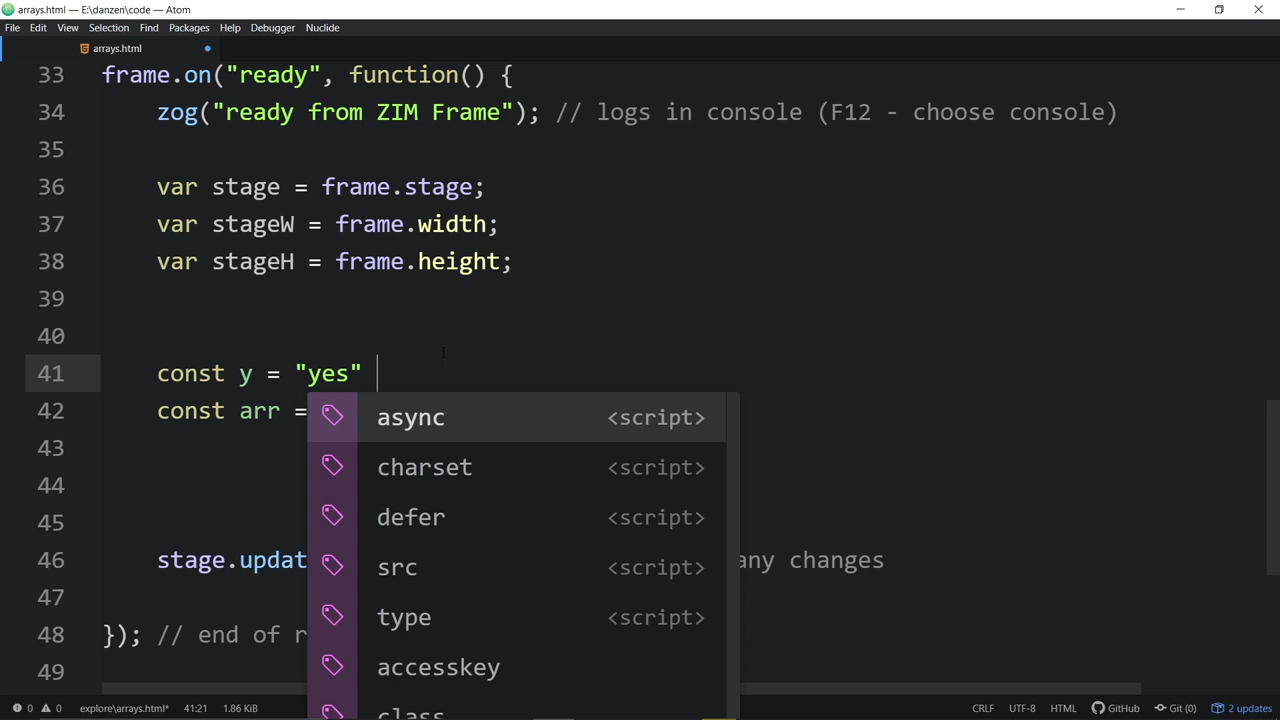 arrays.html — E:\danzen\code — Atom
File Edit View Selection Find Packages Help Debugger Nuclide
arrays.html
33 frame.on("ready", function() {
34 zog("ready from ZIM Frame"); // logs in console (F12 - choose console)
35
36 var stage = frame.stage;
37 var stageW = frame.width;
38 var stageH = frame.height;
39
40
41 const y = "yes"
42 const arr =
async <script>
43
charset <script>
44
defer <script>
45
46 stage.updat any changes
src <script>
47
type <script>
48 }); // end of r
accesskey
49
class
0 0 explore\arrays.html* 41:21 1.86 KiB CRLF UTF-8 HTML GitHub Git (0) 2 updates